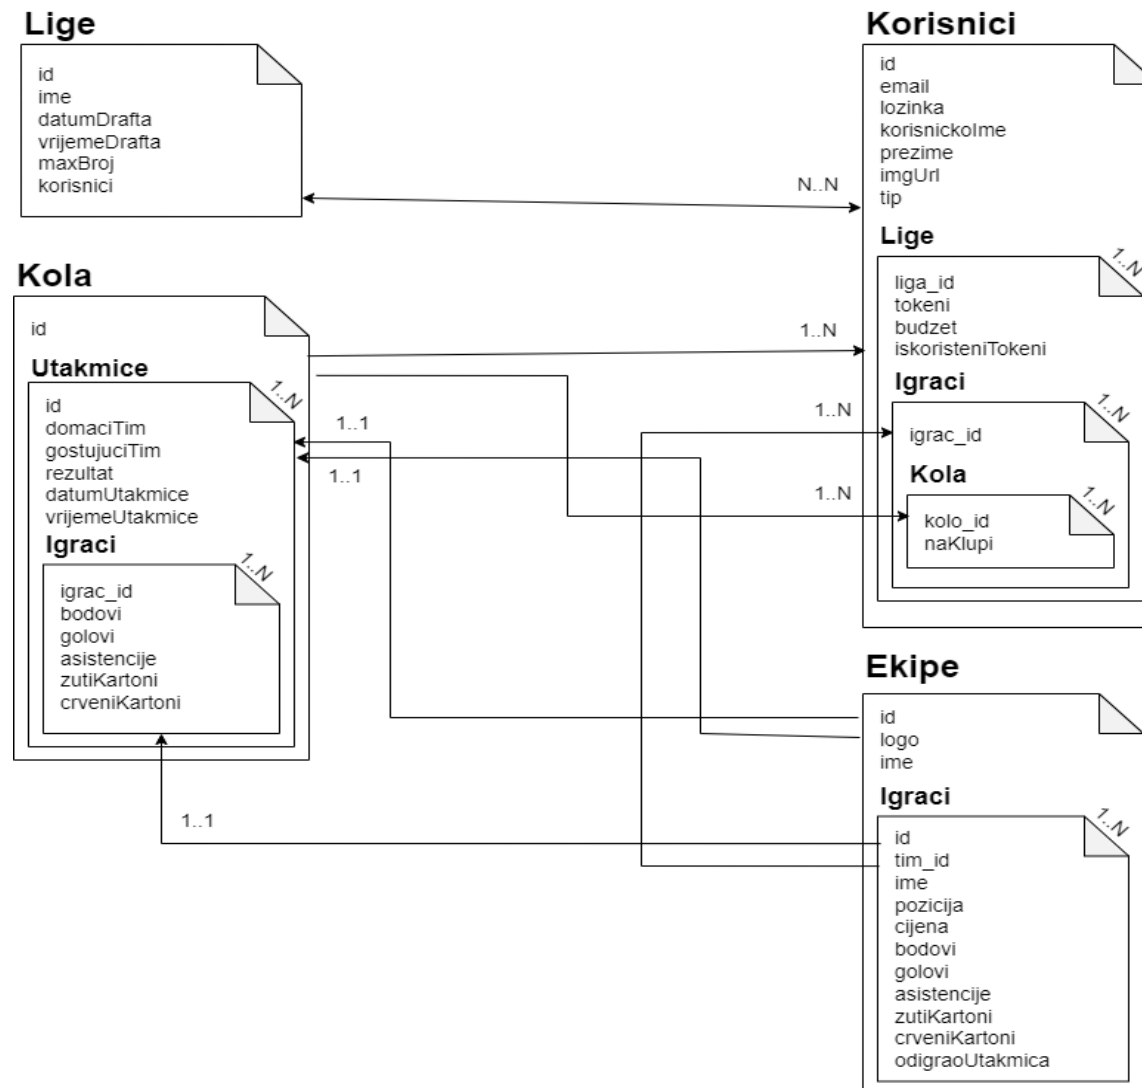 Lige
id
ime
datumDrafta
vrijemeDrafta
maxBroj
korisnici
N..N
Korisnici
id
email
lozinka
korisnickoIme
prezime
imgUrl
tip
Lige
1..N
liga_id
tokeni
budzet
iskoristeniTokeni
Igraci
1..N
igrac_id
Kola
1..N
kolo_id
naKlupi
Kola
id
Utakmice
1..N
id
domaciTim
gostujuciTim
rezultat
datumUtakmice
vrijemeUtakmice
Igraci
1..N
igrac_id
bodovi
golovi
asistencije
zutiKartoni
crveniKartoni
1..N
1..N
1..N
1..1
1..1
1..1
Ekipe
id
logo
ime
Igraci
1..N
id
tim_id
ime
pozicija
cijena
bodovi
golovi
asistencije
zutiKartoni
crveniKartoni
odigraoUtakmica